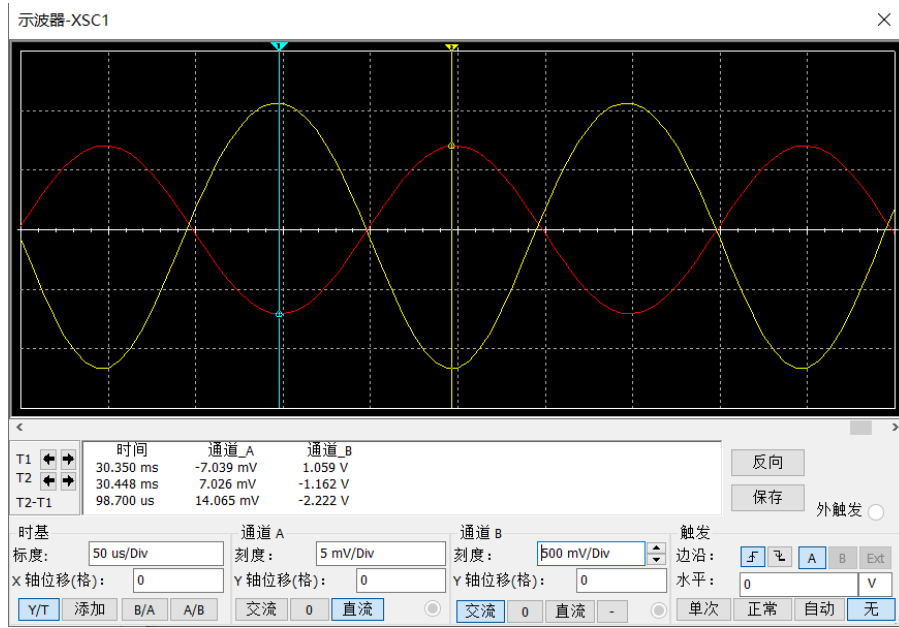 示波器-XSC1
1
2
时间 通道_A 通道_B
T1 30.350 ms -7.039 mV 1.059 V
T2 30.448 ms 7.026 mV -1.162 V
T2-T1 98.700 us 14.065 mV -2.222 V
反向
保存
外触发
时基 通道 A 通道 B 触发
标度: 50 us/Div 刻度: 5 mV/Div 刻度: 500 mV/Div 边沿: A B Ext
X 轴位移(格): 0 Y 轴位移(格): 0 Y 轴位移(格): 0 水平: 0 V
Y/T 添加 B/A A/B 交流 0 直流 交流 0 直流 - 单次 正常 自动 无